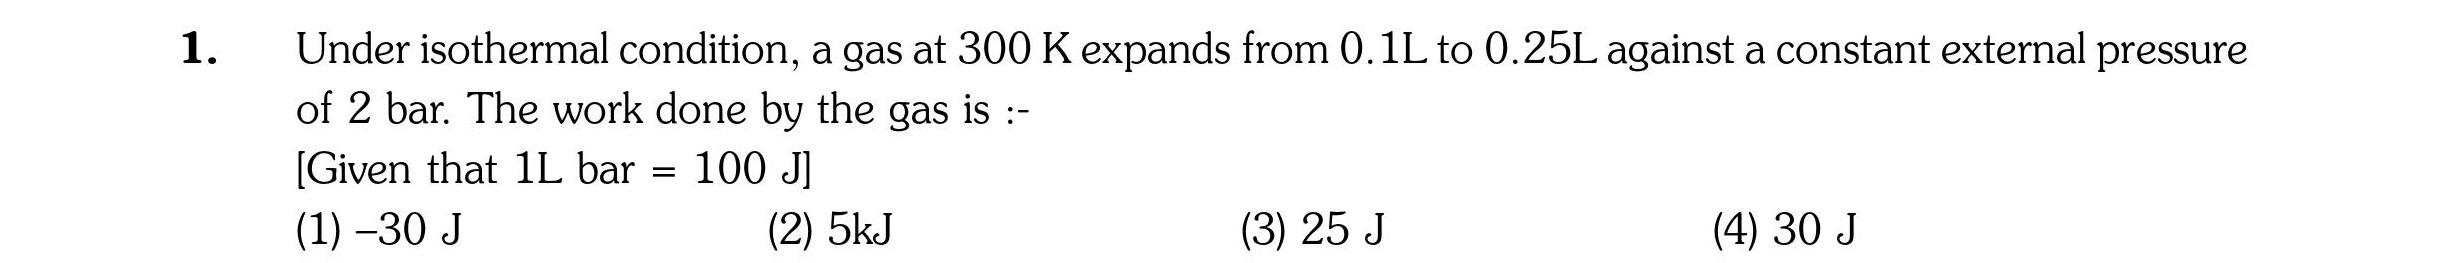 1. Under isothermal condition, a gas at 300 K expands from 0.1L to 0.25L against a constant external pressure
of 2 bar. The work done by the gas is :-
[Given that 1L bar = 100 J]
(1) –30 J (2) 5kJ (3) 25 J (4) 30 J